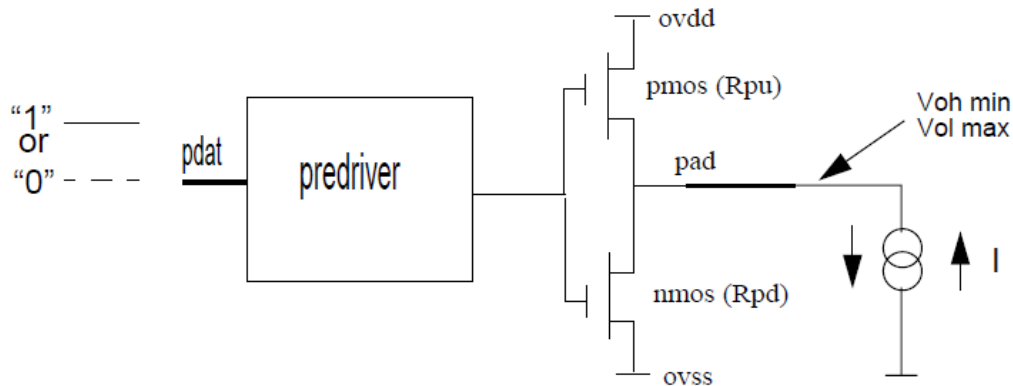 ovdd
“1”
or
“0”
pdat
predriver
pmos (Rpu)
pad
Voh min
Vol max
nmos (Rpd)
I
ovss